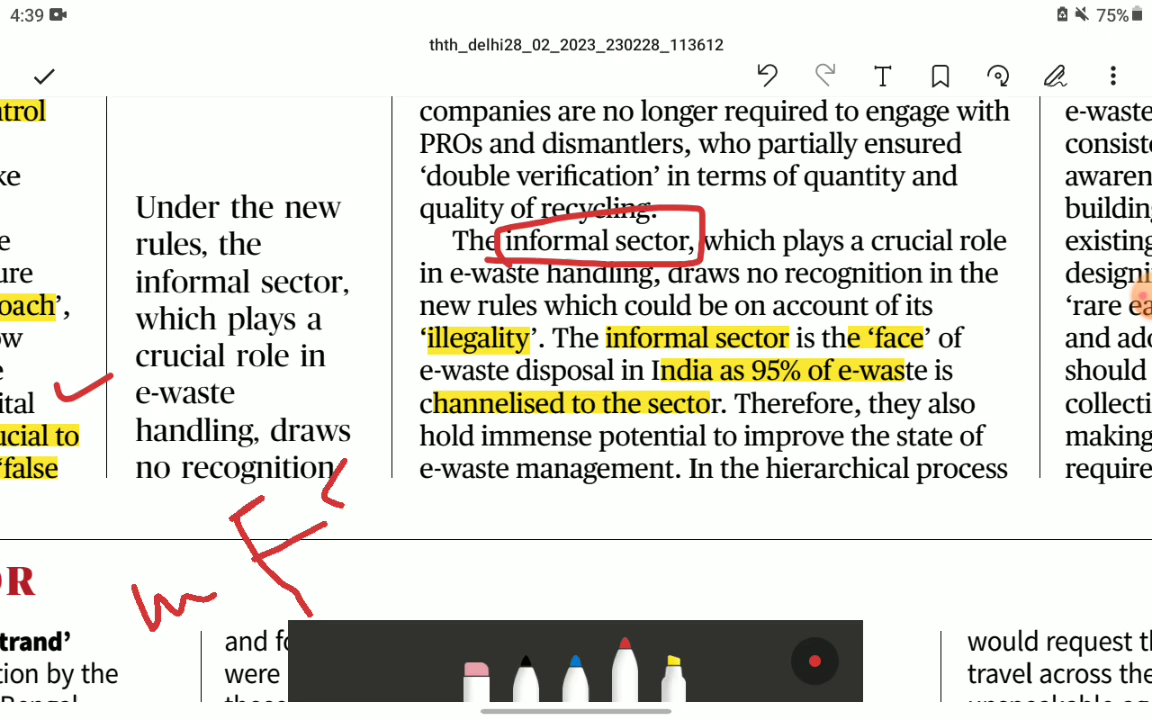 4:39
75%
thth_delhi28_02_2023_230228_113612
T
ntrol
ke
e
ure
oach',
ow
e
ital
ucial to
'false
Under the new
rules, the
informal sector,
which plays a
crucial role in
e-waste
handling, draws
no recognition
companies are no longer required to engage with
PROs and dismantlers, who partially ensured
‘double verification’ in terms of quantity and
quality of recycling.
The informal sector, which plays a crucial role
in e-waste handling, draws no recognition in the
new rules which could be on account of its
‘illegality’. The informal sector is the ‘face’ of
e-waste disposal in India as 95% of e-waste is
channelised to the sector. Therefore, they also
hold immense potential to improve the state of
e-waste management. In the hierarchical process
e-waste
consiste
awaren
building
existing
designi
‘rare ea
and ado
should
collecti
making
require
OR
trand’
tion by the
Bengal
and fo
were
would request th
travel across the